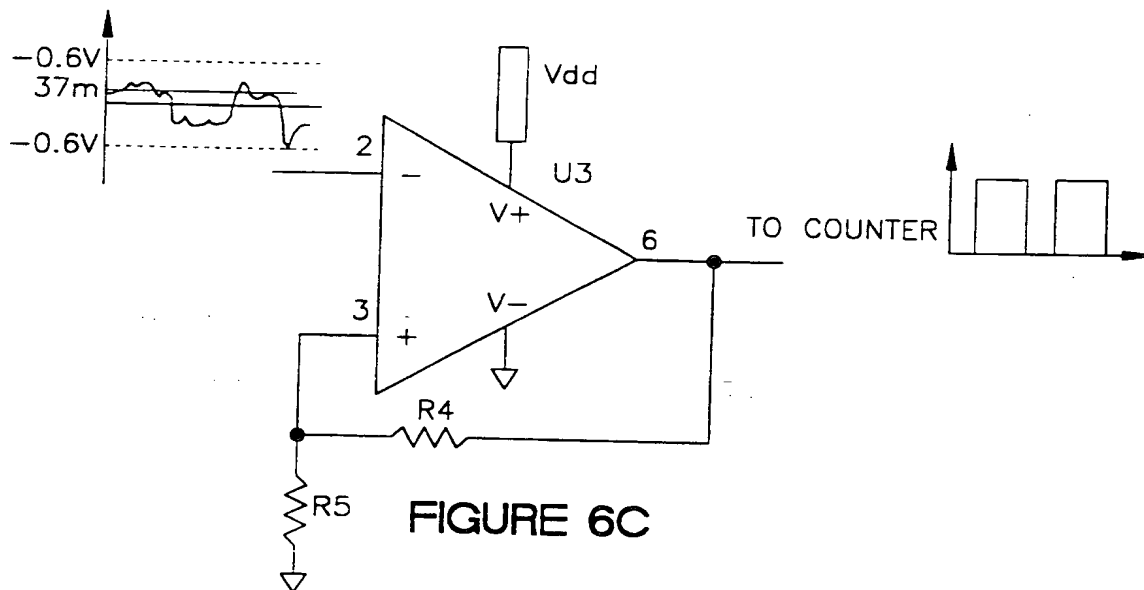 -0.6V
37m
-0.6V
Vdd
2
-
U3
V+
6
TO COUNTER
V-
3
+
R4
R5
FIGURE 6C